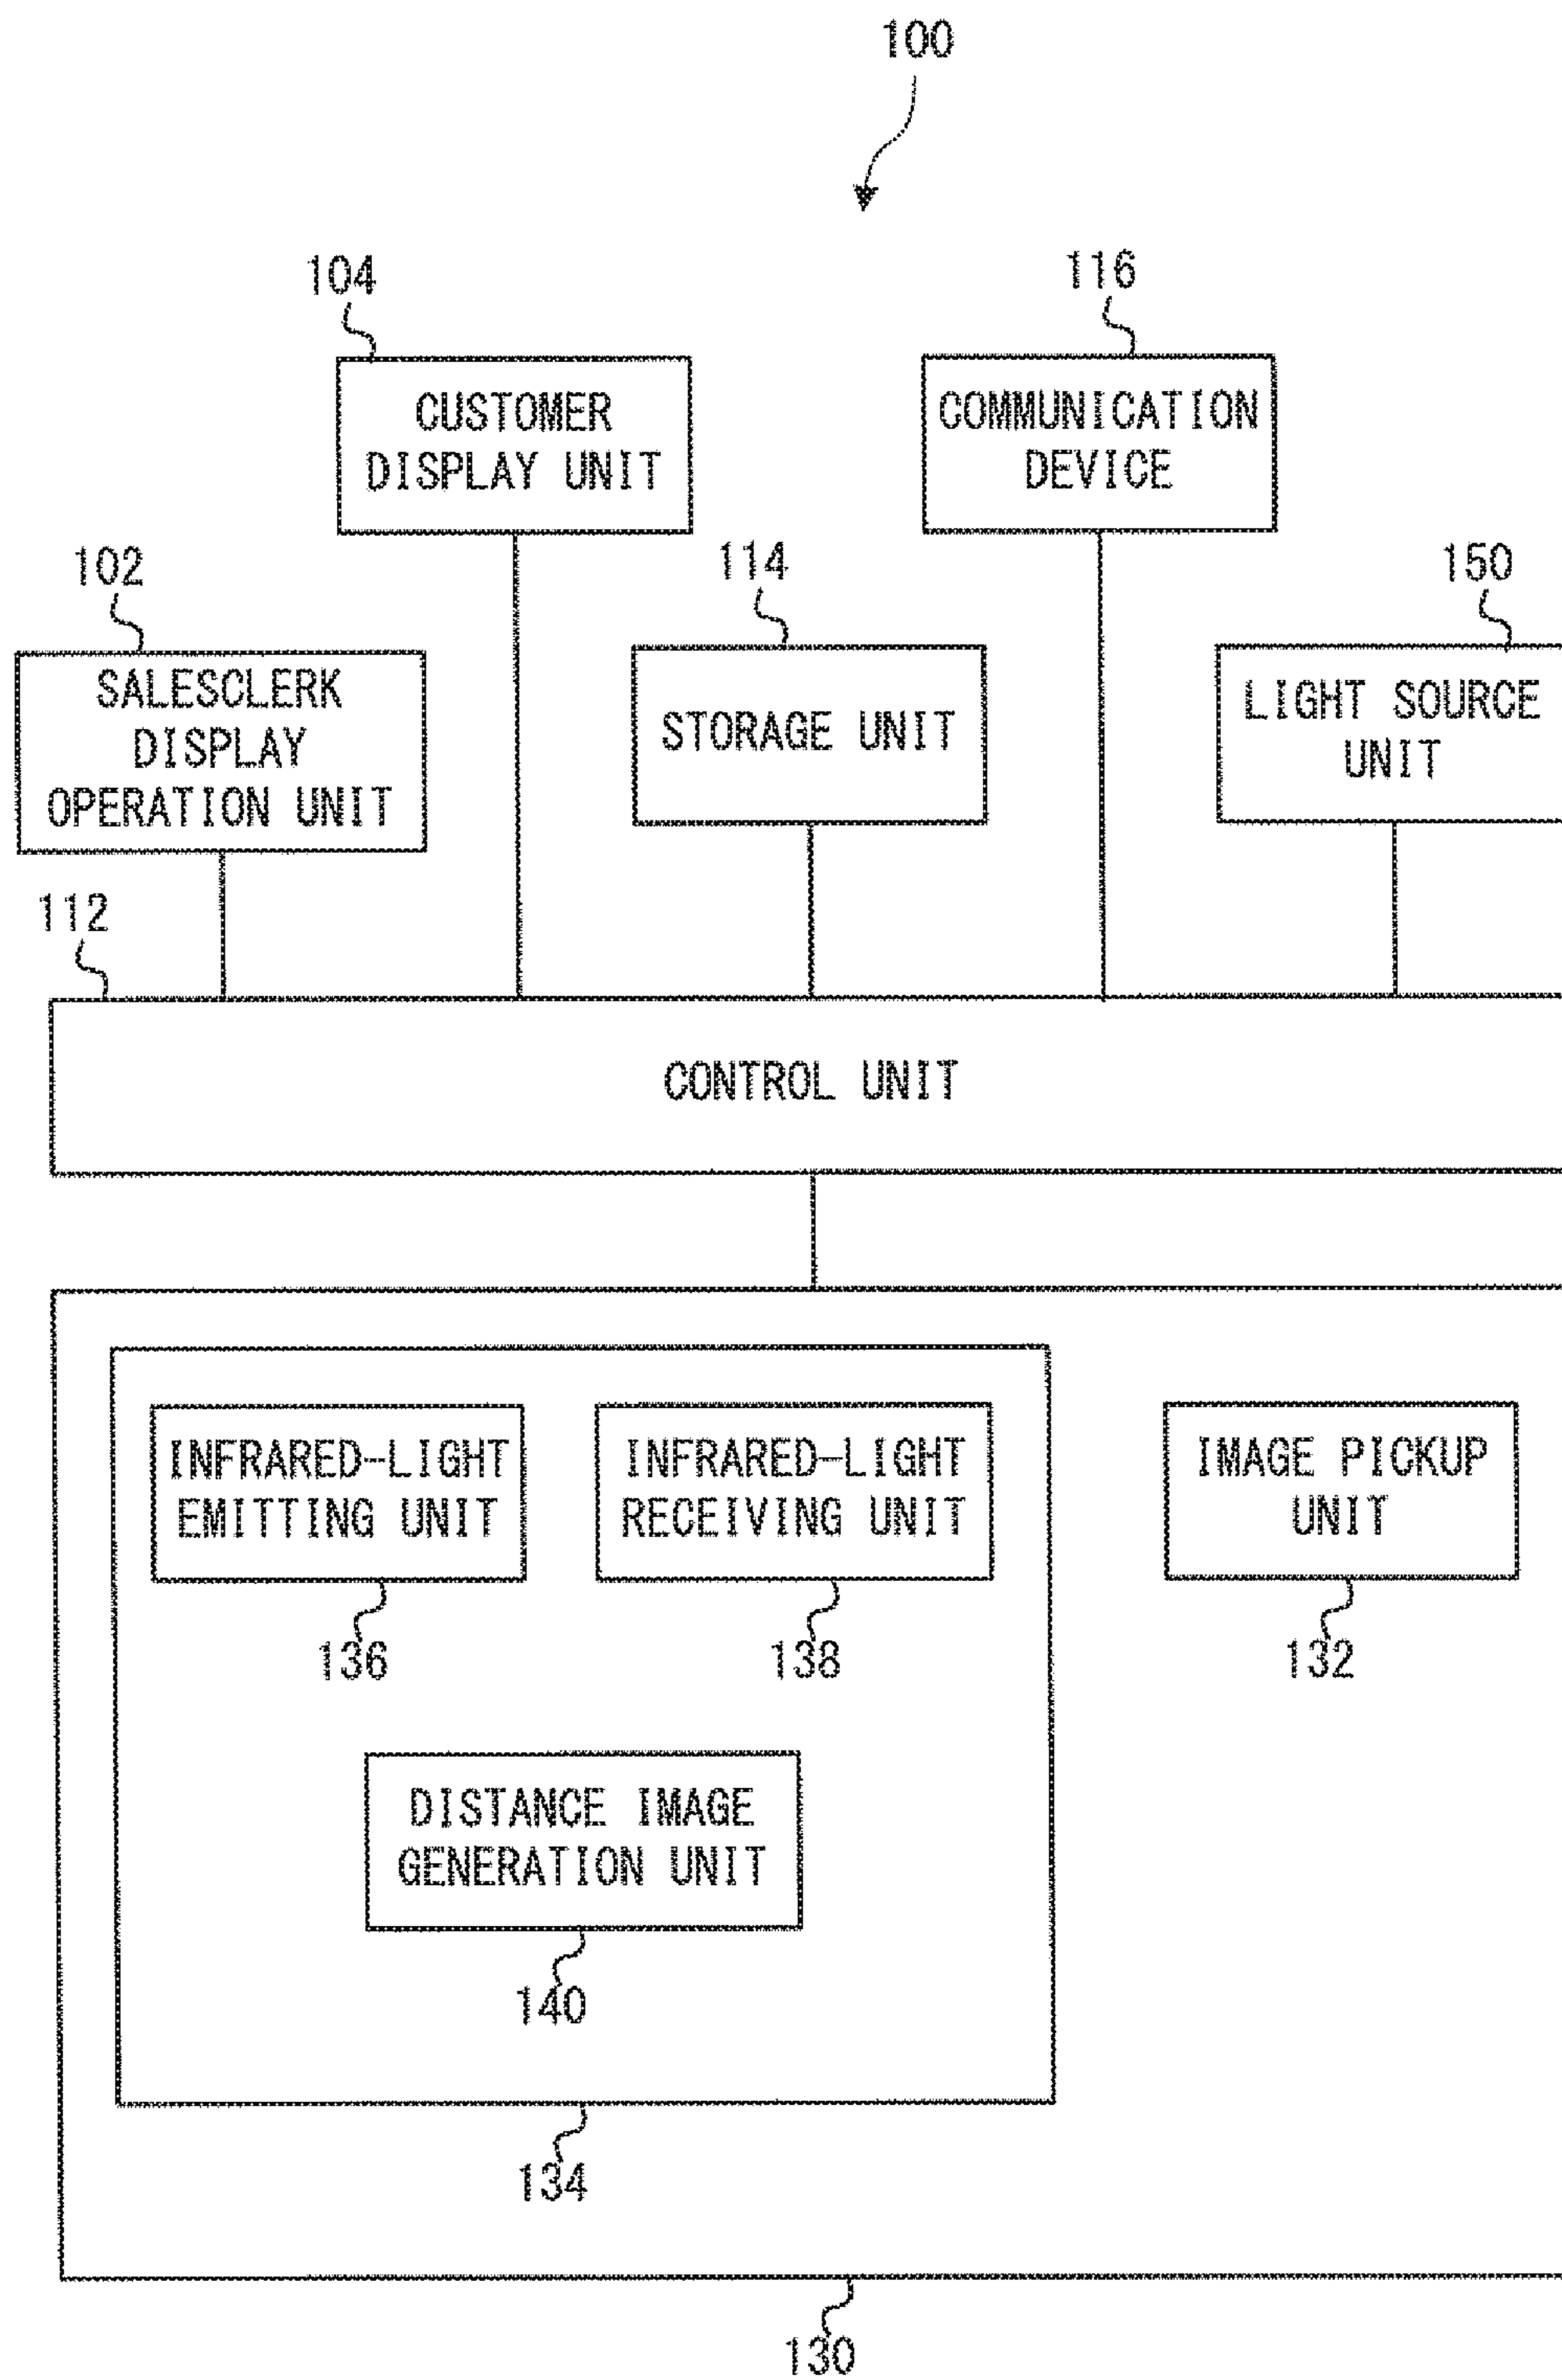 100
104
116
CUSTOMER
DISPLAY UNIT
COMMUNICATION
DEVICE
102
114
150
SALESCLERK
DISPLAY
OPERATION UNIT
STORAGE UNIT
LIGHT SOURCE
UNIT
112
CONTROL UNIT
INFRARED-LIGHT
EMITTING UNIT
INFRARED-LIGHT
RECEIVING UNIT
IMAGE PICKUP
UNIT
136
138
132
DISTANCE IMAGE
GENERATION UNIT
140
134
130